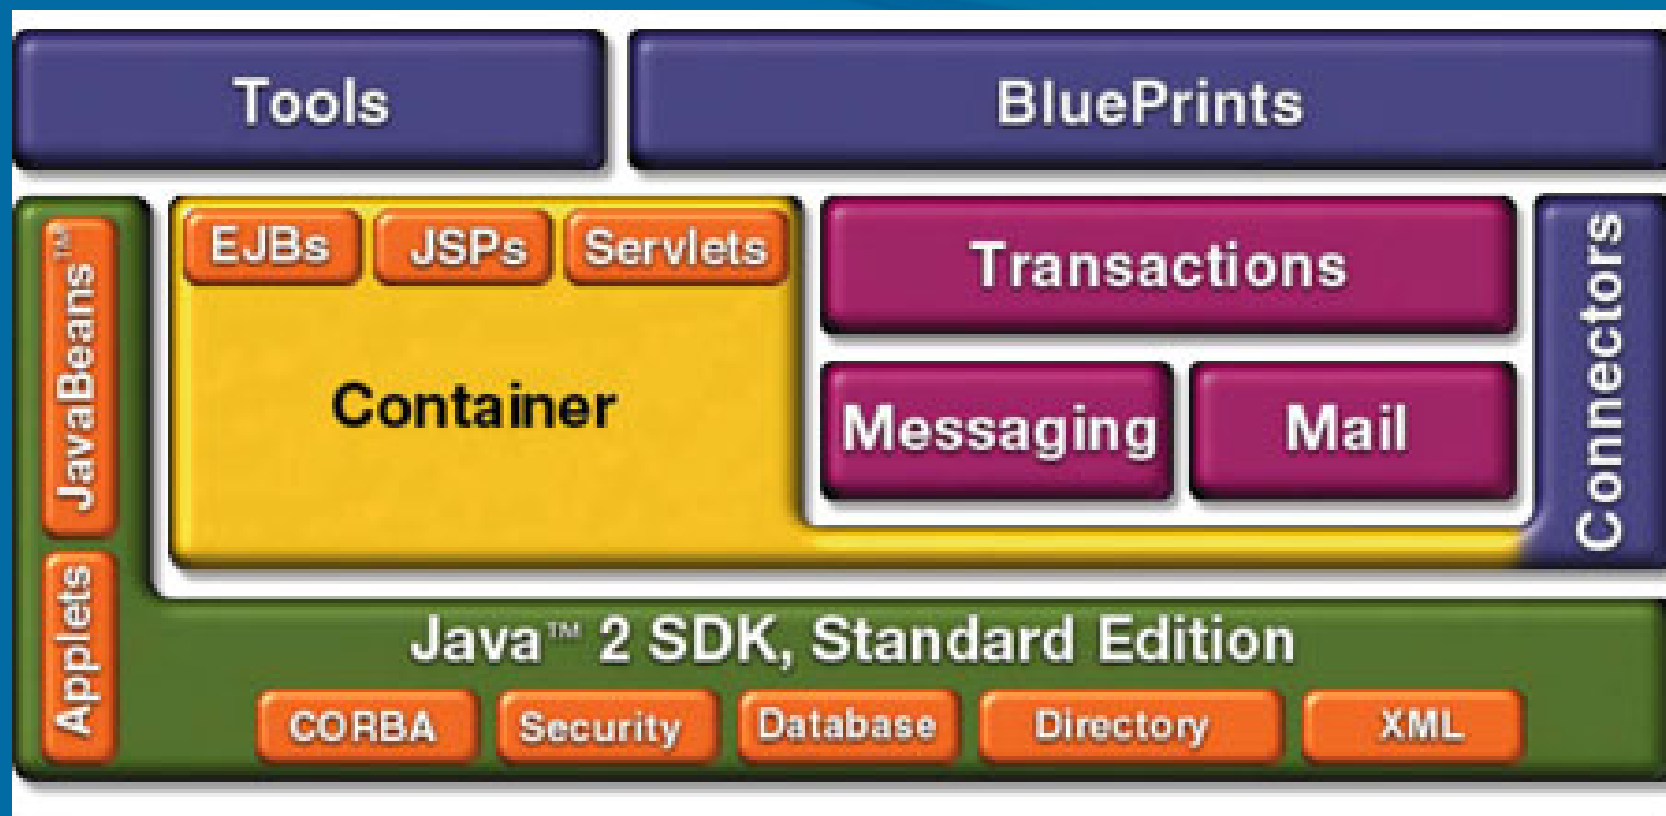 Tools
BluePrints
JavaBeans™
Applets
EJBs
JSPs
Servlets
Container
Transactions
Messaging
Mail
Connectors
Java™ 2 SDK, Standard Edition
CORBA
Security
Database
Directory
XML